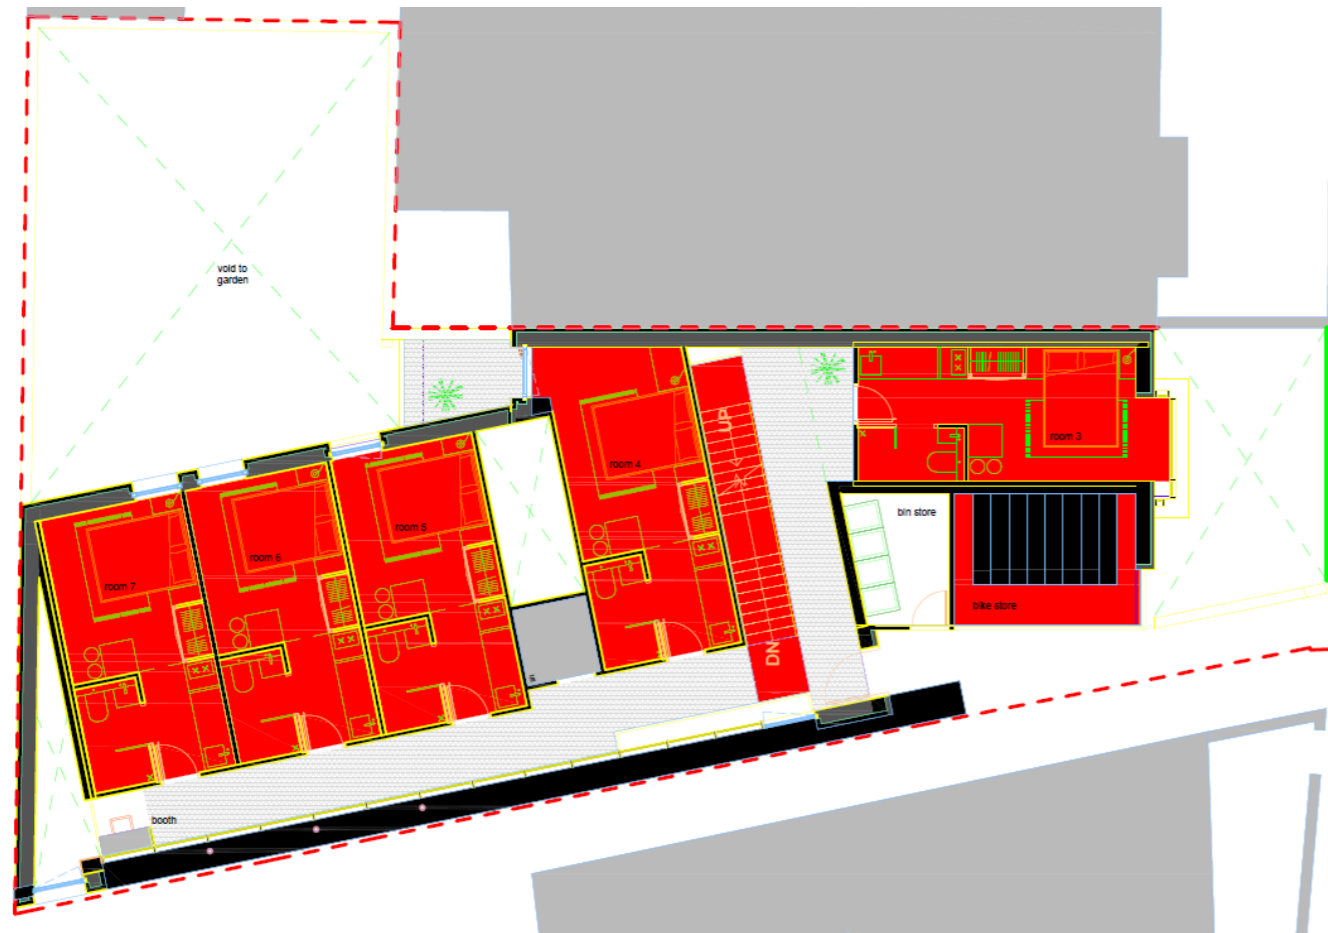 void to
garden
room 3
UP
room 4
bin store
room 5
room 6
room 7
bike store
DN
booth